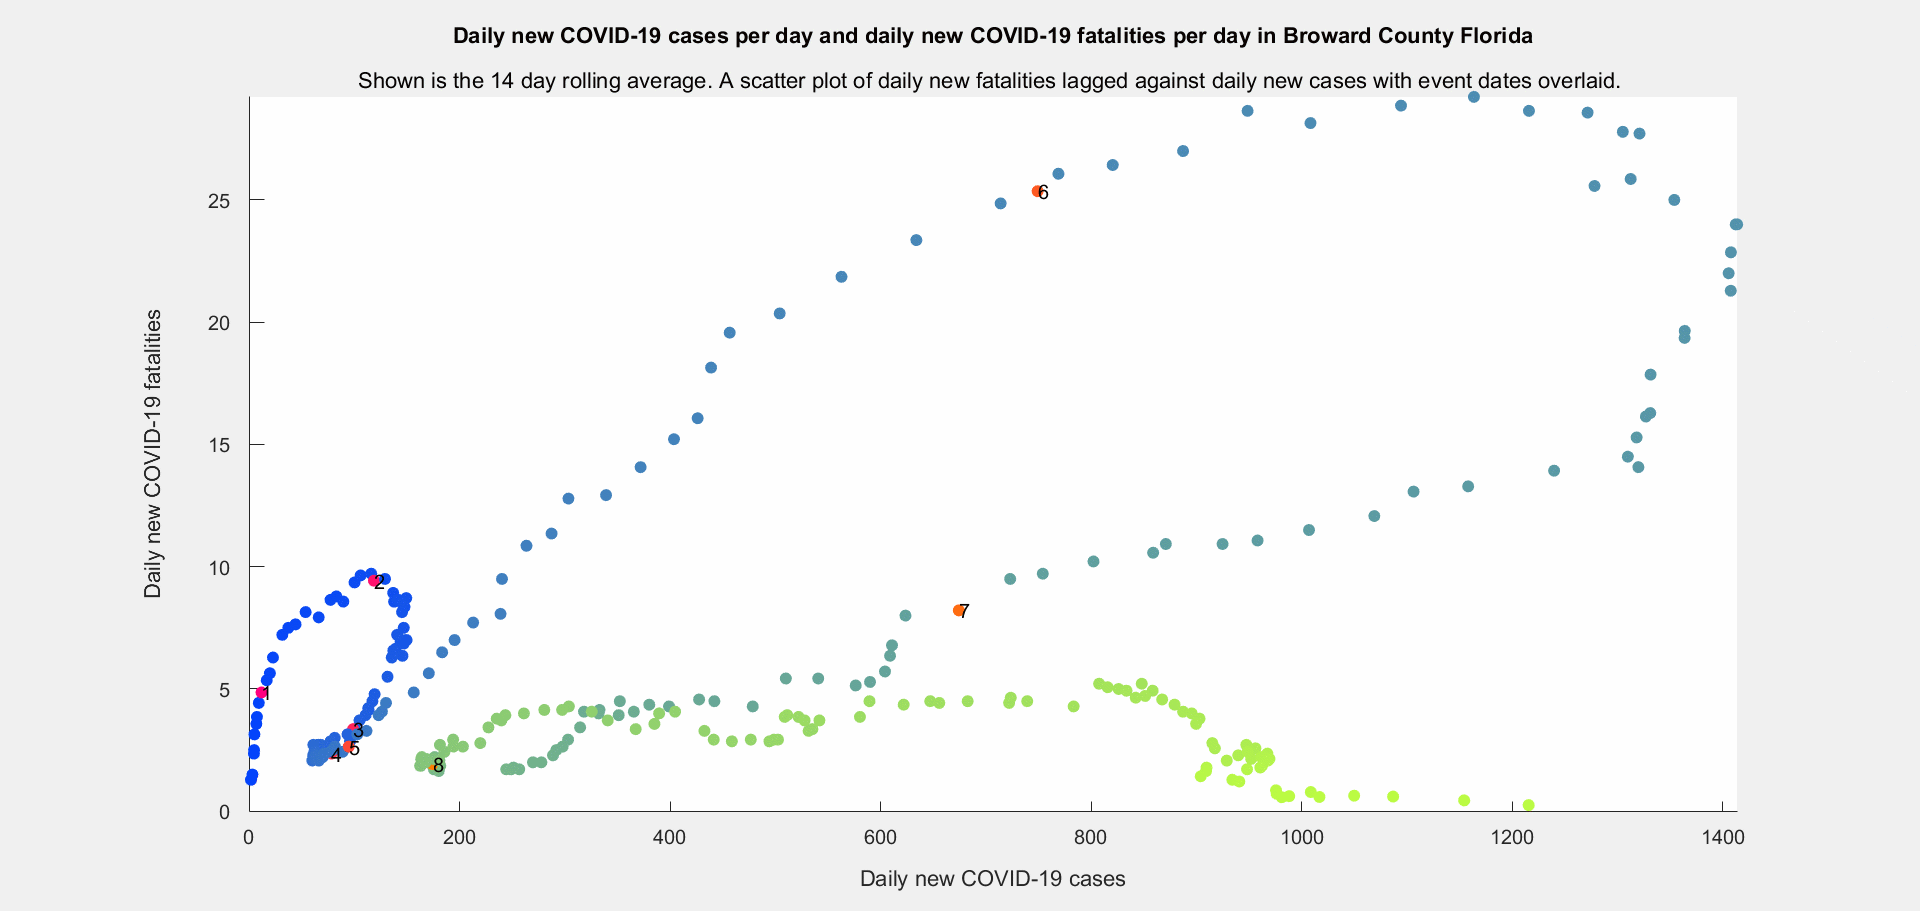 Daily new COVID-19 cases per day and daily new COVID-19 fatalities per day in Broward County Florida
Shown is the 14 day rolling average. A scatter plot of daily new fatalities lagged against daily new cases with event dates overlaid.
Daily new COVID-19 fatalities
25
20
15
10
5
0
6
7
2
1
3
5
4
8
0 200 400 600 800 1000 1200 1400
Daily new COVID-19 cases